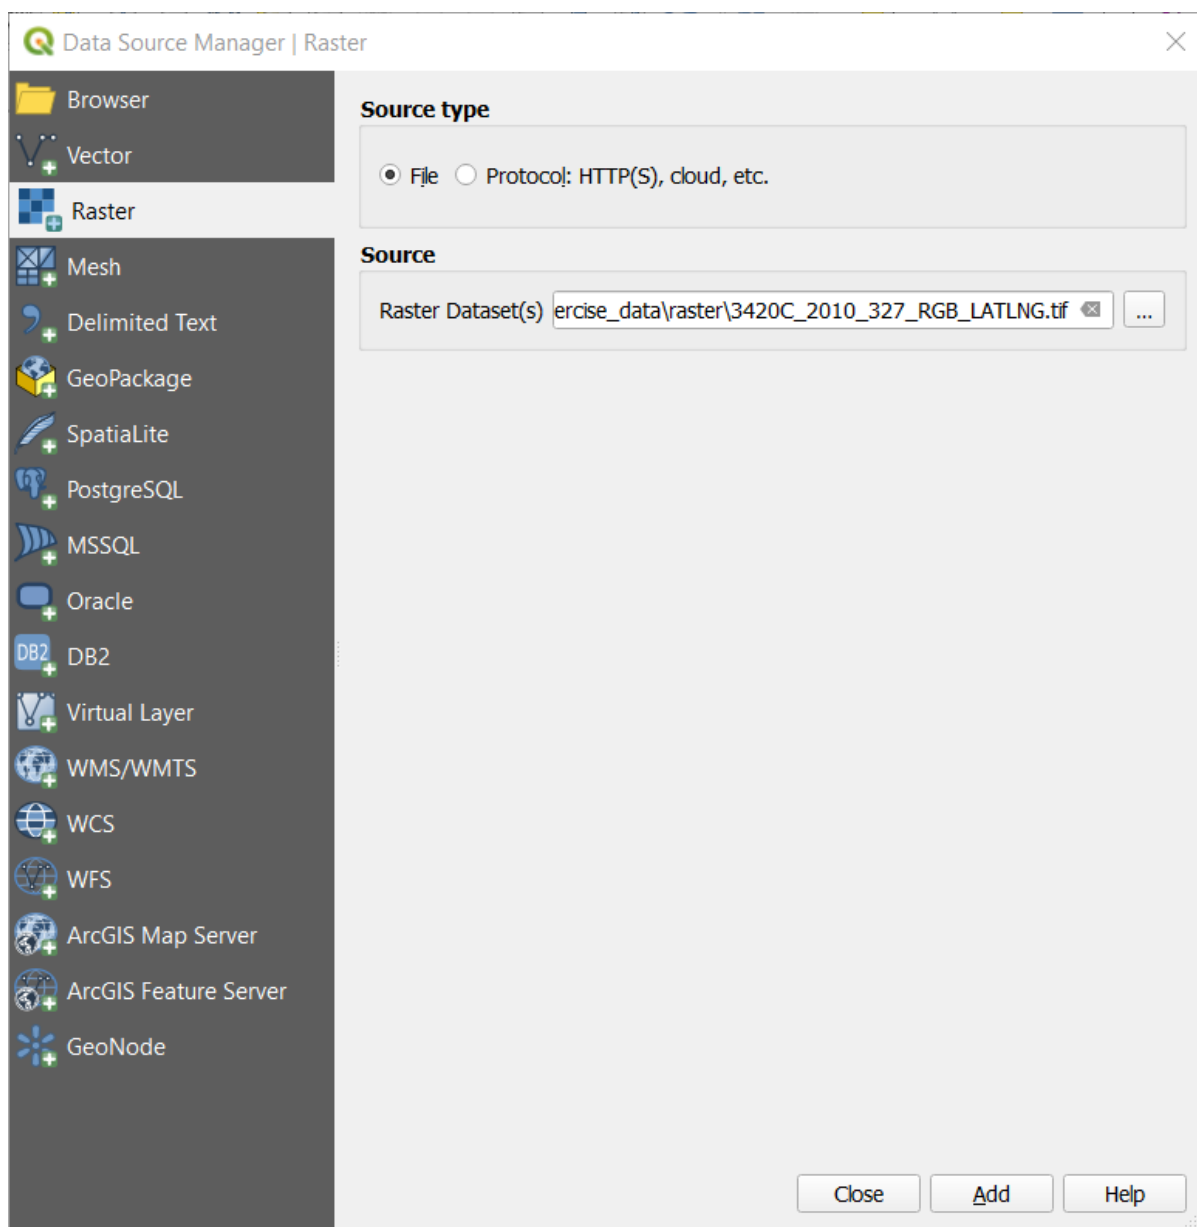 Data Source Manager | Raster
Browser
Vector
Raster
Mesh
Delimited Text
GeoPackage
SpatiaLite
PostgreSQL
MSSQL
Oracle
DB2
DB2
Virtual Layer
WMS/WMTS
WCS
WFS
ArcGIS Map Server
ArcGIS Feature Server
GeoNode
Source type
File Protocol: HTTP(S), cloud, etc.
Source
Raster Dataset(s) ercise_data\raster\3420C_2010_327_RGB_LATLNG.tif ...
Close Add Help